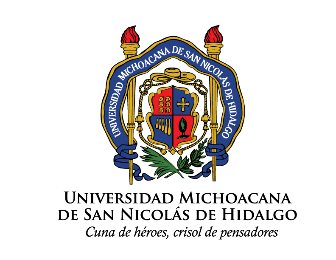 UNIVERSIDAD MICHOACANA DE SAN NICOLÁS DE HIDALGO
UNIVERSIDAD MICHOACANA
DE SAN NICOLÁS DE HIDALGO
Cuna de héroes, crisol de pensadores